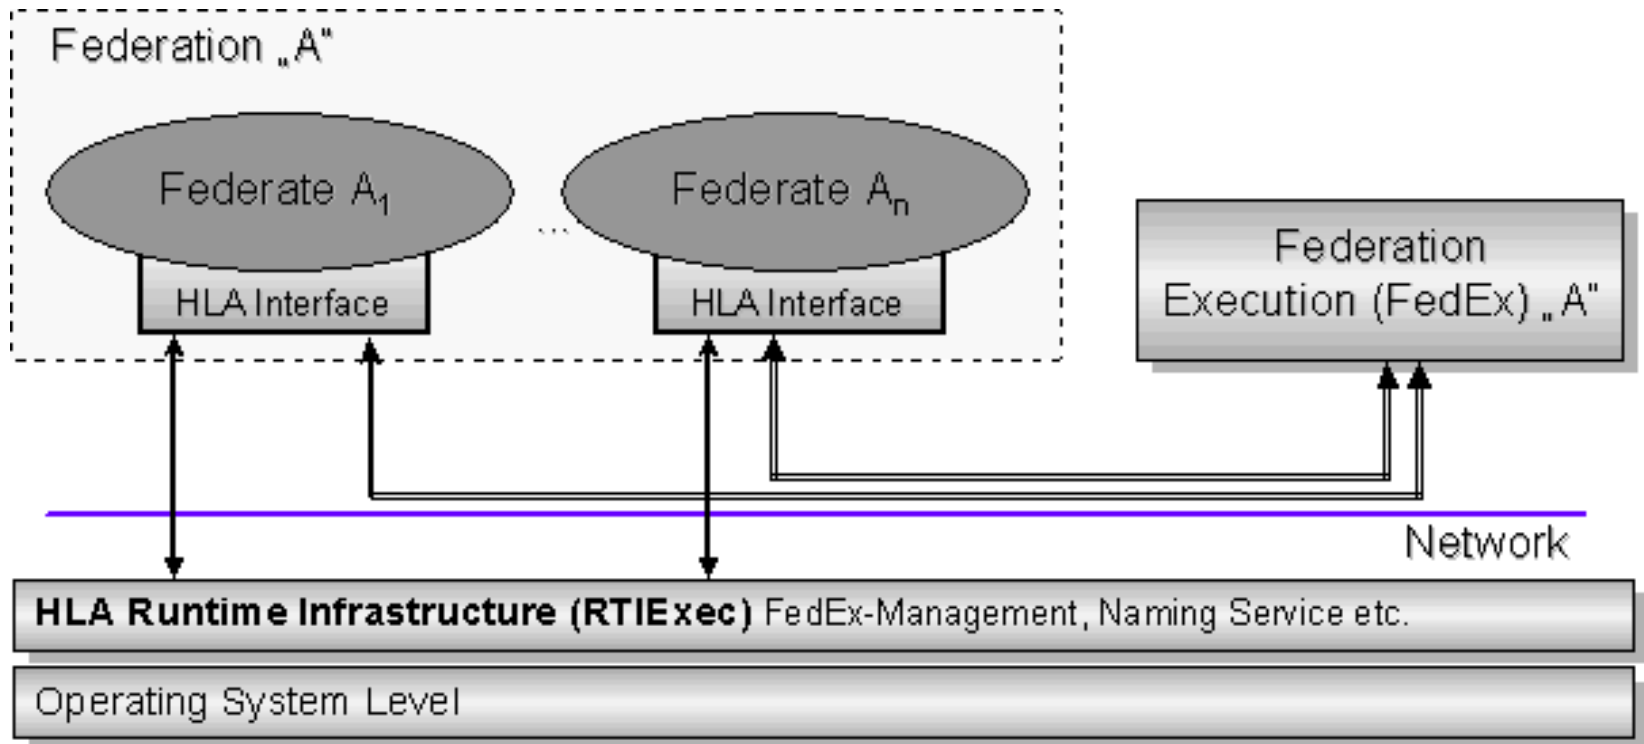 Federation „A“
Federate A1
Federate An
...
HLA Interface
HLA Interface
Federation
Execution (FedEx) „A“
Network
HLA Runtime Infrastructure (RTIExec) FedEx-Management, Naming Service etc.
Operating System Level